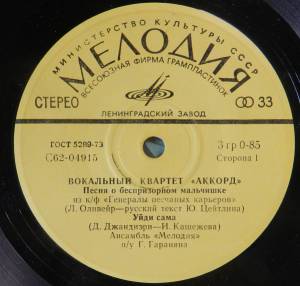 МИНИСТЕРСТВО КУЛЬТУРЫ СССР
МЕЛОДИЯ
ВСЕСОЮЗНАЯ ФИРМА ГРАМПЛАСТИНОК
СТЕРЕО 33
ЛЕНИНГРАДСКИЙ ЗАВОД
ГОСТ 5289-73 3 гр 0-85
С62-04915 Сторона 1
ВОКАЛЬНЫЙ КВАРТЕТ «АККОРД»
Песня о беспризорном мальчишке
из к/ф «Генералы песчаных карьеров»
(Л. Оливейр—русский текст Ю. Цейтлина)
Уйди сама
(Д. Джандиэри—И. Кашежева)
Ансамбль «Мелодия»
п/у Г. Гараняна